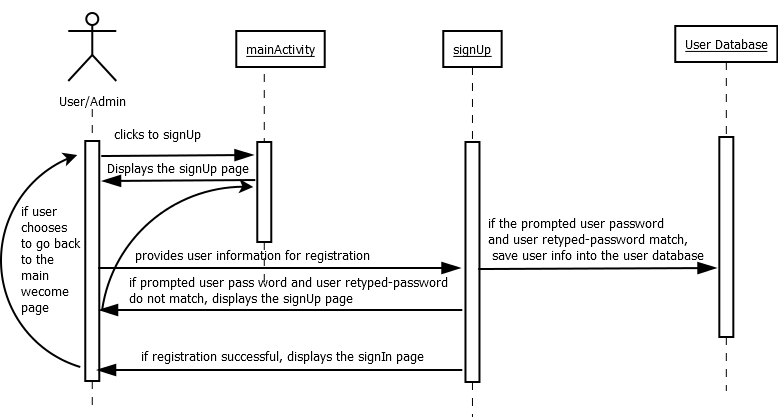 mainActivity
signUp
User Database
User/Admin
clicks to signUp
Displays the signUp page
if user
chooses
to go back
to the
main
wecome
page
if the prompted user password
and user retyped-password match,
save user info into the user database
provides user information for registration
if prompted user pass word and user retyped-password
do not match, displays the signUp page
if registration successful, displays the signIn page